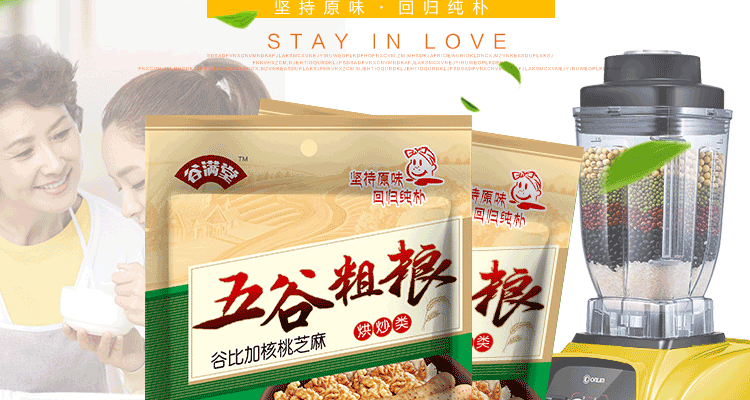 坚持原味·回归纯朴
STAY IN LOVE
谷满堂 TM
坚持原味
回归纯朴
坚持原味
回归纯朴
五谷粗粮
烘炒类
谷比加核桃芝麻
粮
类